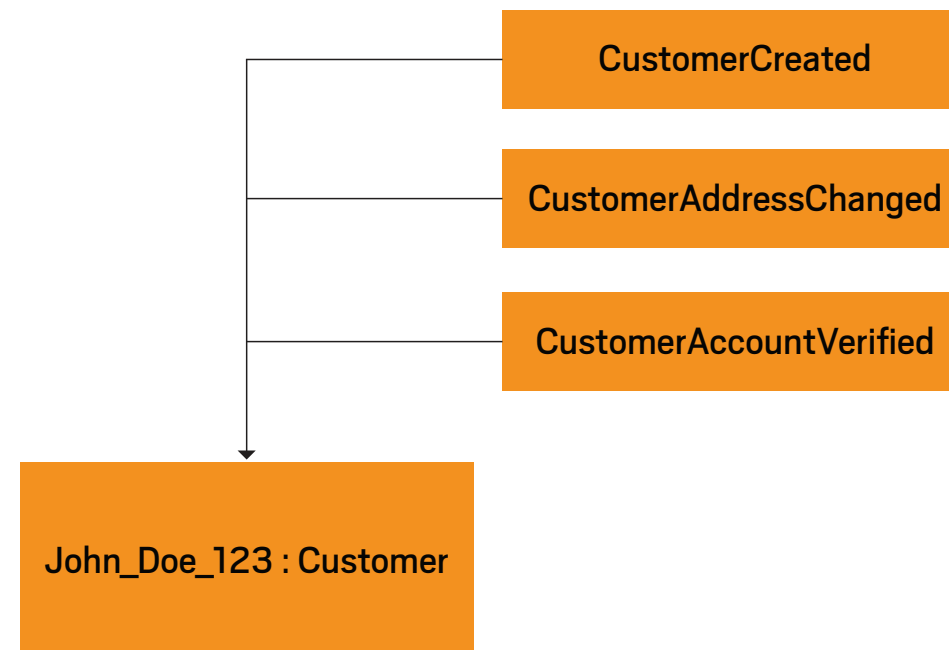 CustomerCreated
CustomerAddressChanged
CustomerAccountVerified
John_Doe_123 : Customer